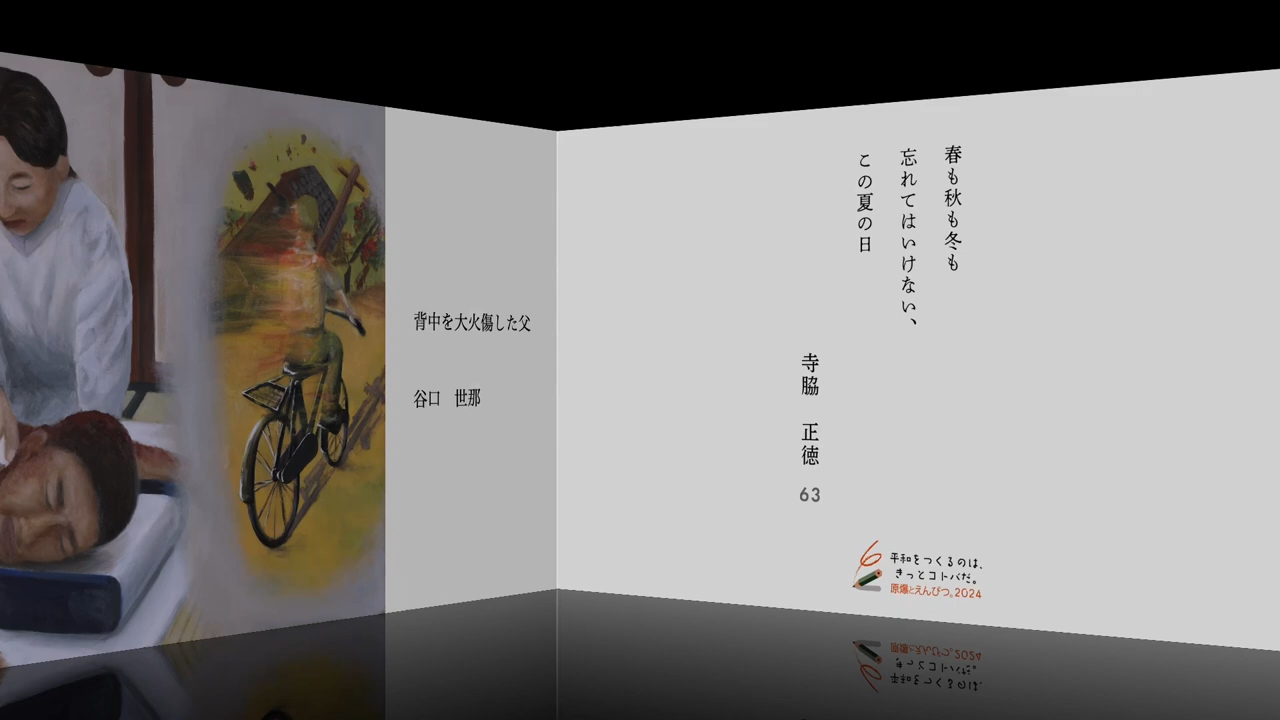 背中を大火傷した父
谷口 世那
春も秋も冬も
忘れてはいけない、
この夏の日
寺脇 正徳
63
平和をつくるのは、
きっとコトバだ。
原爆とえんぴつ。2024